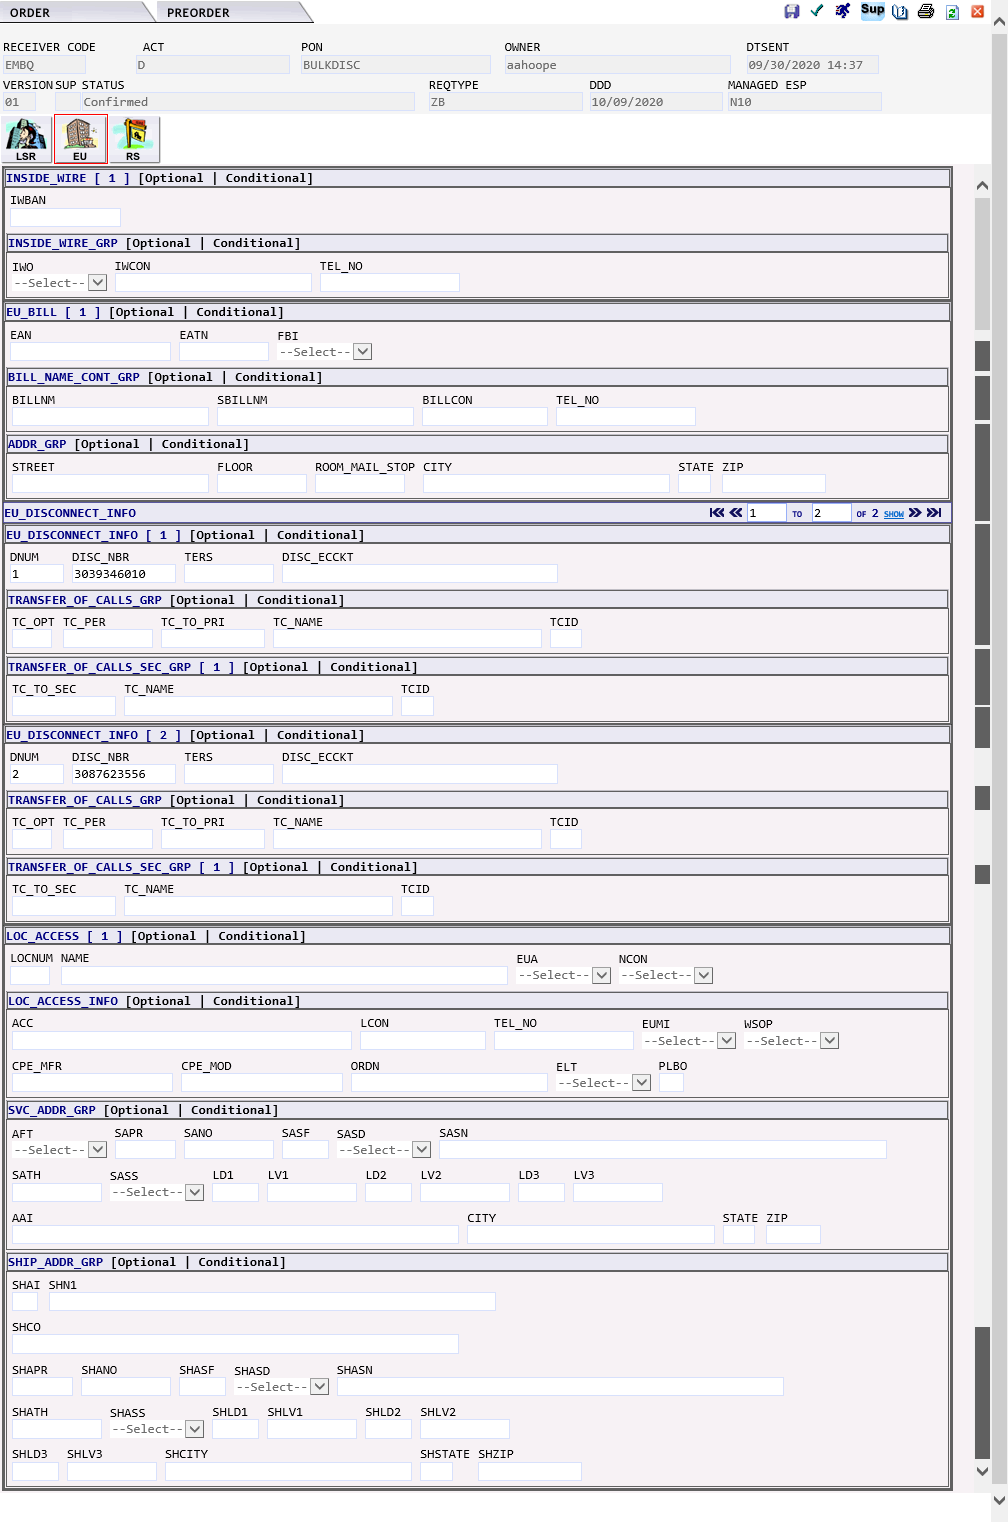 ORDER PREORDER Sup
RECEIVER CODE ACT PON OWNER DTSENT
EMBQ D BULKDISC aahoope 09/30/2020 14:37
VERSION SUP STATUS REQTYPE DDD MANAGED ESP
01 Confirmed ZB 10/09/2020 N10
LSR EU RS
INSIDE_WIRE [ 1 ] [Optional | Conditional]
IWBAN
INSIDE_WIRE_GRP [Optional | Conditional]
IWO IWCON TEL_NO
--Select--
EU_BILL [ 1 ] [Optional | Conditional]
EAN EATN FBI
--Select--
BILL_NAME_CONT_GRP [Optional | Conditional]
BILLNM SBILLNM BILLCON TEL_NO
ADDR_GRP [Optional | Conditional]
STREET FLOOR ROOM_MAIL_STOP CITY STATE ZIP
EU_DISCONNECT_INFO 1 TO 2 OF 2 SHOW
EU_DISCONNECT_INFO [ 1 ] [Optional | Conditional]
DNUM DISC_NBR TERS DISC_ECCKT
1 3039346010
TRANSFER_OF_CALLS_GRP [Optional | Conditional]
TC_OPT TC_PER TC_TO_PRI TC_NAME TCID
TRANSFER_OF_CALLS_SEC_GRP [ 1 ] [Optional | Conditional]
TC_TO_SEC TC_NAME TCID
EU_DISCONNECT_INFO [ 2 ] [Optional | Conditional]
DNUM DISC_NBR TERS DISC_ECCKT
2 3087623556
TRANSFER_OF_CALLS_GRP [Optional | Conditional]
TC_OPT TC_PER TC_TO_PRI TC_NAME TCID
TRANSFER_OF_CALLS_SEC_GRP [ 1 ] [Optional | Conditional]
TC_TO_SEC TC_NAME TCID
LOC_ACCESS [ 1 ] [Optional | Conditional]
LOCNUM NAME EUA NCON
--Select-- --Select--
LOC_ACCESS_INFO [Optional | Conditional]
ACC LCON TEL_NO EUMI WSOP
--Select-- --Select--
CPE_MFR CPE_MOD ORDN ELT PLBO
--Select--
SVC_ADDR_GRP [Optional | Conditional]
AFT SAPR SANO SASF SASD SASN
--Select-- --Select--
SATH SASS LD1 LV1 LD2 LV2 LD3 LV3
--Select--
AAI CITY STATE ZIP
SHIP_ADDR_GRP [Optional | Conditional]
SHAI SHN1
SHCO
SHAPR SHANO SHASF SHASD SHASN
--Select--
SHATH SHASS SHLD1 SHLV1 SHLD2 SHLV2
--Select--
SHLD3 SHLV3 SHCITY SHSTATE SHZIP